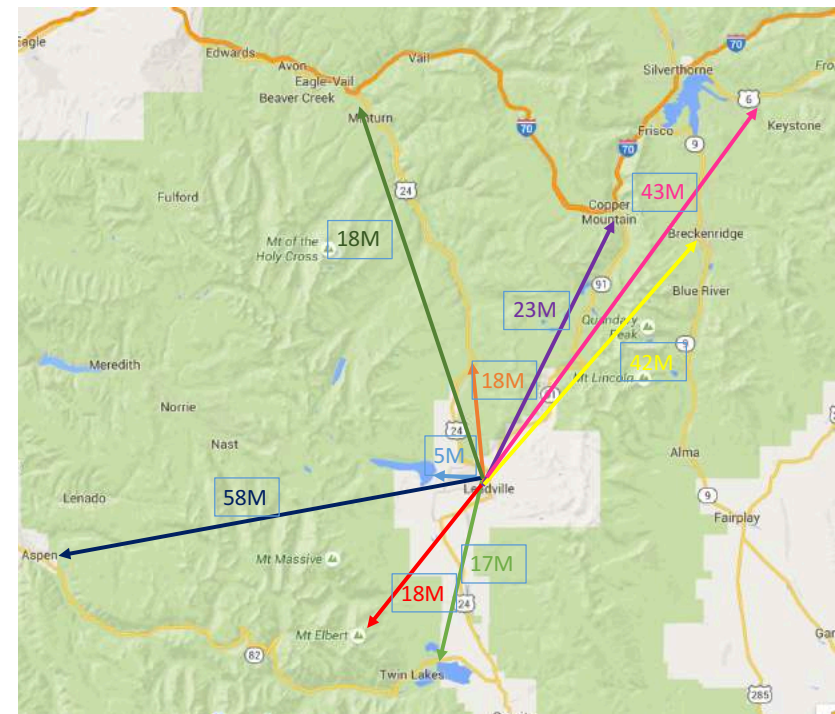 Eagle
Edwards
Avon
Vail
Eagle-Vail
Beaver Creek
Minturn
70
Silverthorne
6
Keystone
Frisco
70
70
9
24
Fulford
43M
Copper
Mountain
Breckenridge
Mt of the
Holy Cross
18M
91
Blue River
23M
Quandary
Peak
9
Meredith
18M
42M
Mt Lincoln
91
Norrie
24
Nast
5M
Alma
Leadville
58M
Lenado
9
Fairplay
Aspen
Mt Massive
17M
18M
24
Mt Elbert
82
Twin Lakes
285